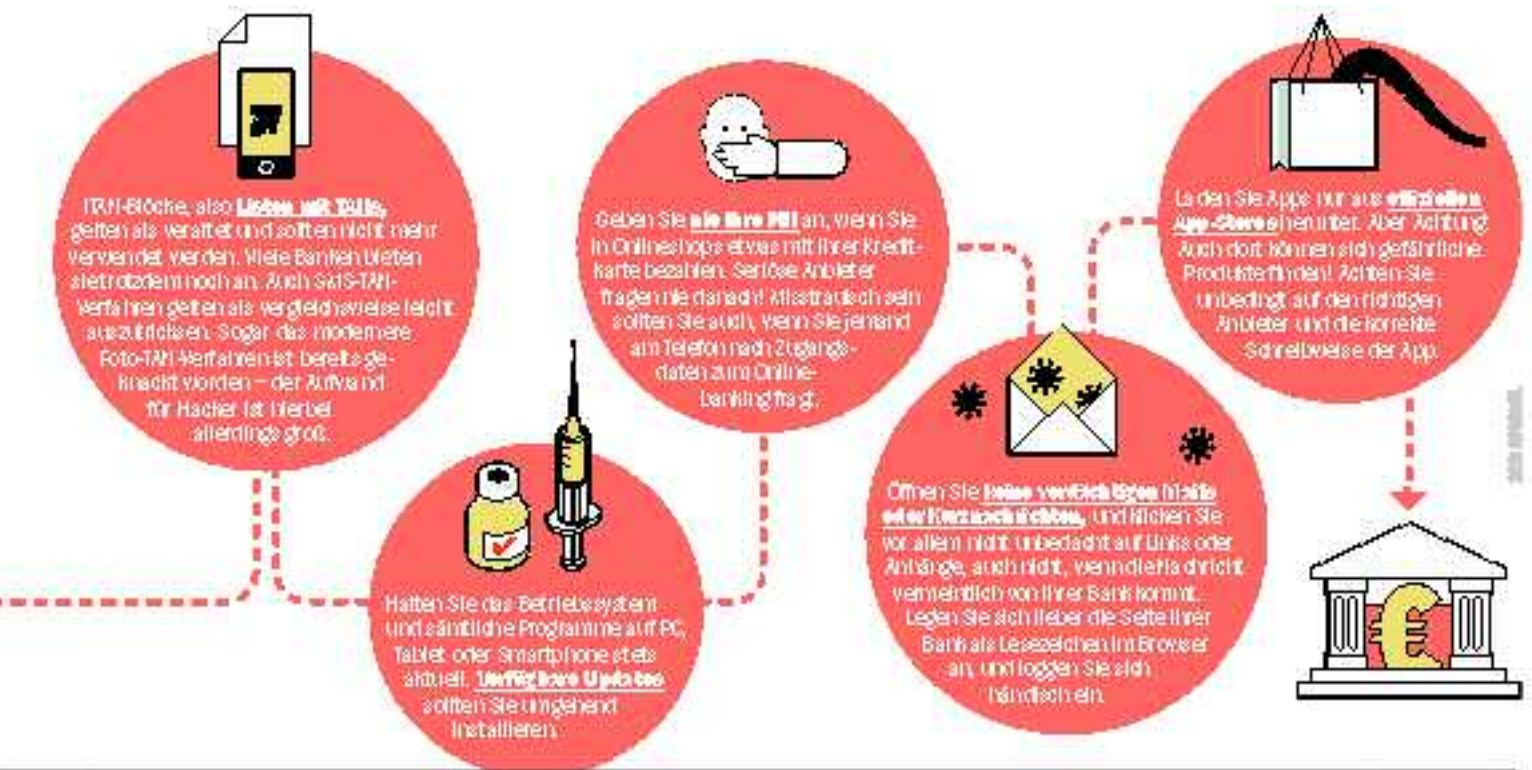 iTAN-Blöcke, also Listen mit TANs,
gelten als veraltet und sollten nicht mehr
verwendet werden. Viele Banken bieten
sie trotzdem noch an. Auch SMS-TAN-
Verfahren gelten als vergleichsweise leicht
auszutricksen. Sogar das modernere
Foto-TAN-Verfahren ist bereits ge-
knackt worden – der Aufwand
für Hacker ist hierbei
allerdings groß.
Halten Sie das Betriebssystem
und sämtliche Programme auf PC,
Tablet oder Smartphone stets
aktuell. Verfügbare Updates
sollten Sie umgehend
installieren.
Geben Sie nie Ihre PIN an, wenn Sie
in Onlineshops etwas mit Ihrer Kredit-
karte bezahlen. Seriöse Anbieter
fragen nie danach! Misstrauisch sein
sollten Sie auch, wenn Sie jemand
am Telefon nach Zugangs-
daten zum Online-
banking fragt.
Öffnen Sie keine verdächtigen Mails
oder Kurznachrichten, und klicken Sie
vor allem nicht unbedacht auf Links oder
Anhänge, auch nicht, wenn die Nachricht
vermeintlich von Ihrer Bank kommt.
Legen Sie sich lieber die Seite Ihrer
Bank als Lesezeichen im Browser
an, und loggen Sie sich
händisch ein.
Laden Sie Apps nur aus offiziellen
App-Stores herunter. Aber Achtung:
Auch dort können sich gefährliche
Produkte finden! Achten Sie
unbedingt auf den richtigen
Anbieter und die korrekte
Schreibweise der App.
€